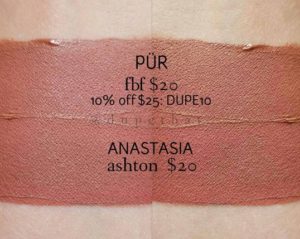 PÜR
fbf $20
10% off $25: DUPE10
@dupethat
ANASTASIA
ashton $20